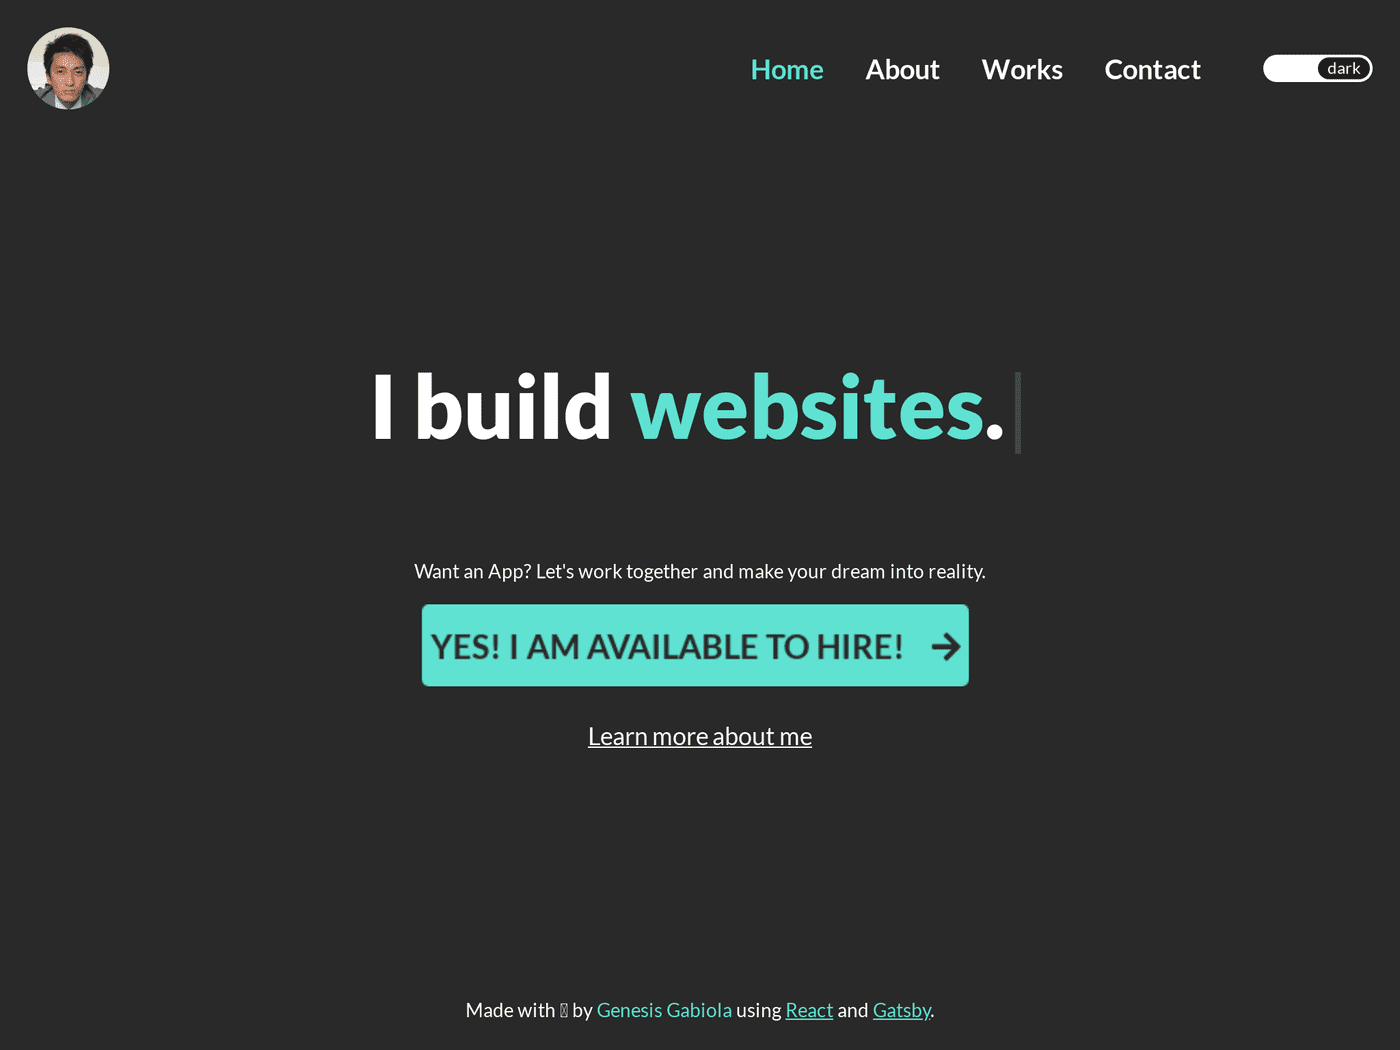 Home About Works Contact dark
I build websites.
Want an App? Let's work together and make your dream into reality.
YES! I AM AVAILABLE TO HIRE!
Learn more about me
Made with by Genesis Gabiola using React and Gatsby.